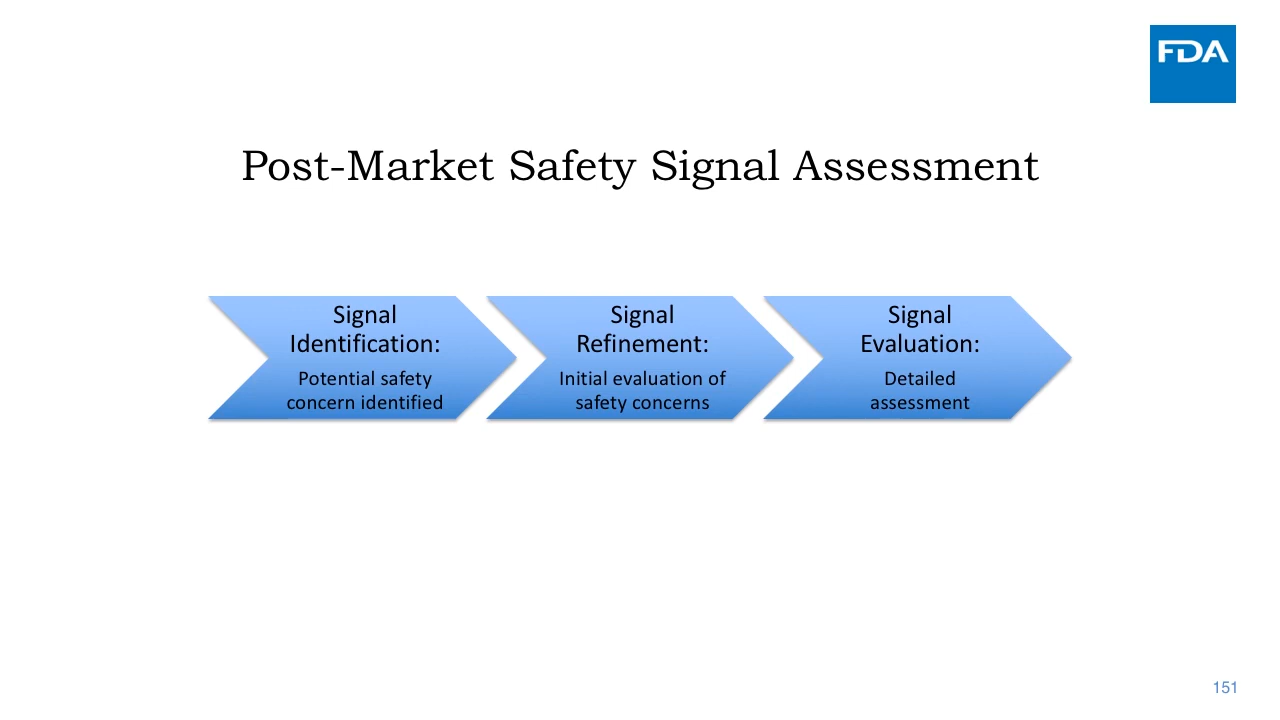 FDA
Post-Market Safety Signal Assessment
Signal
Identification:
Potential safety
concern identified
Signal
Refinement:
Initial evaluation of
safety concerns
Signal
Evaluation:
Detailed
assessment
151